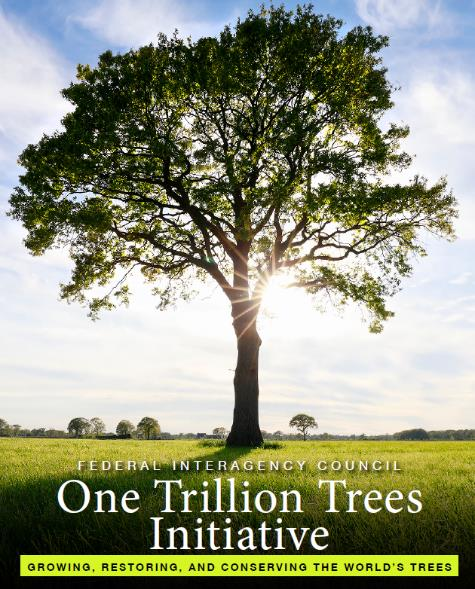 FEDERAL INTERAGENCY COUNCIL
One Trillion Trees
Initiative
GROWING, RESTORING, AND CONSERVING THE WORLD'S TREES